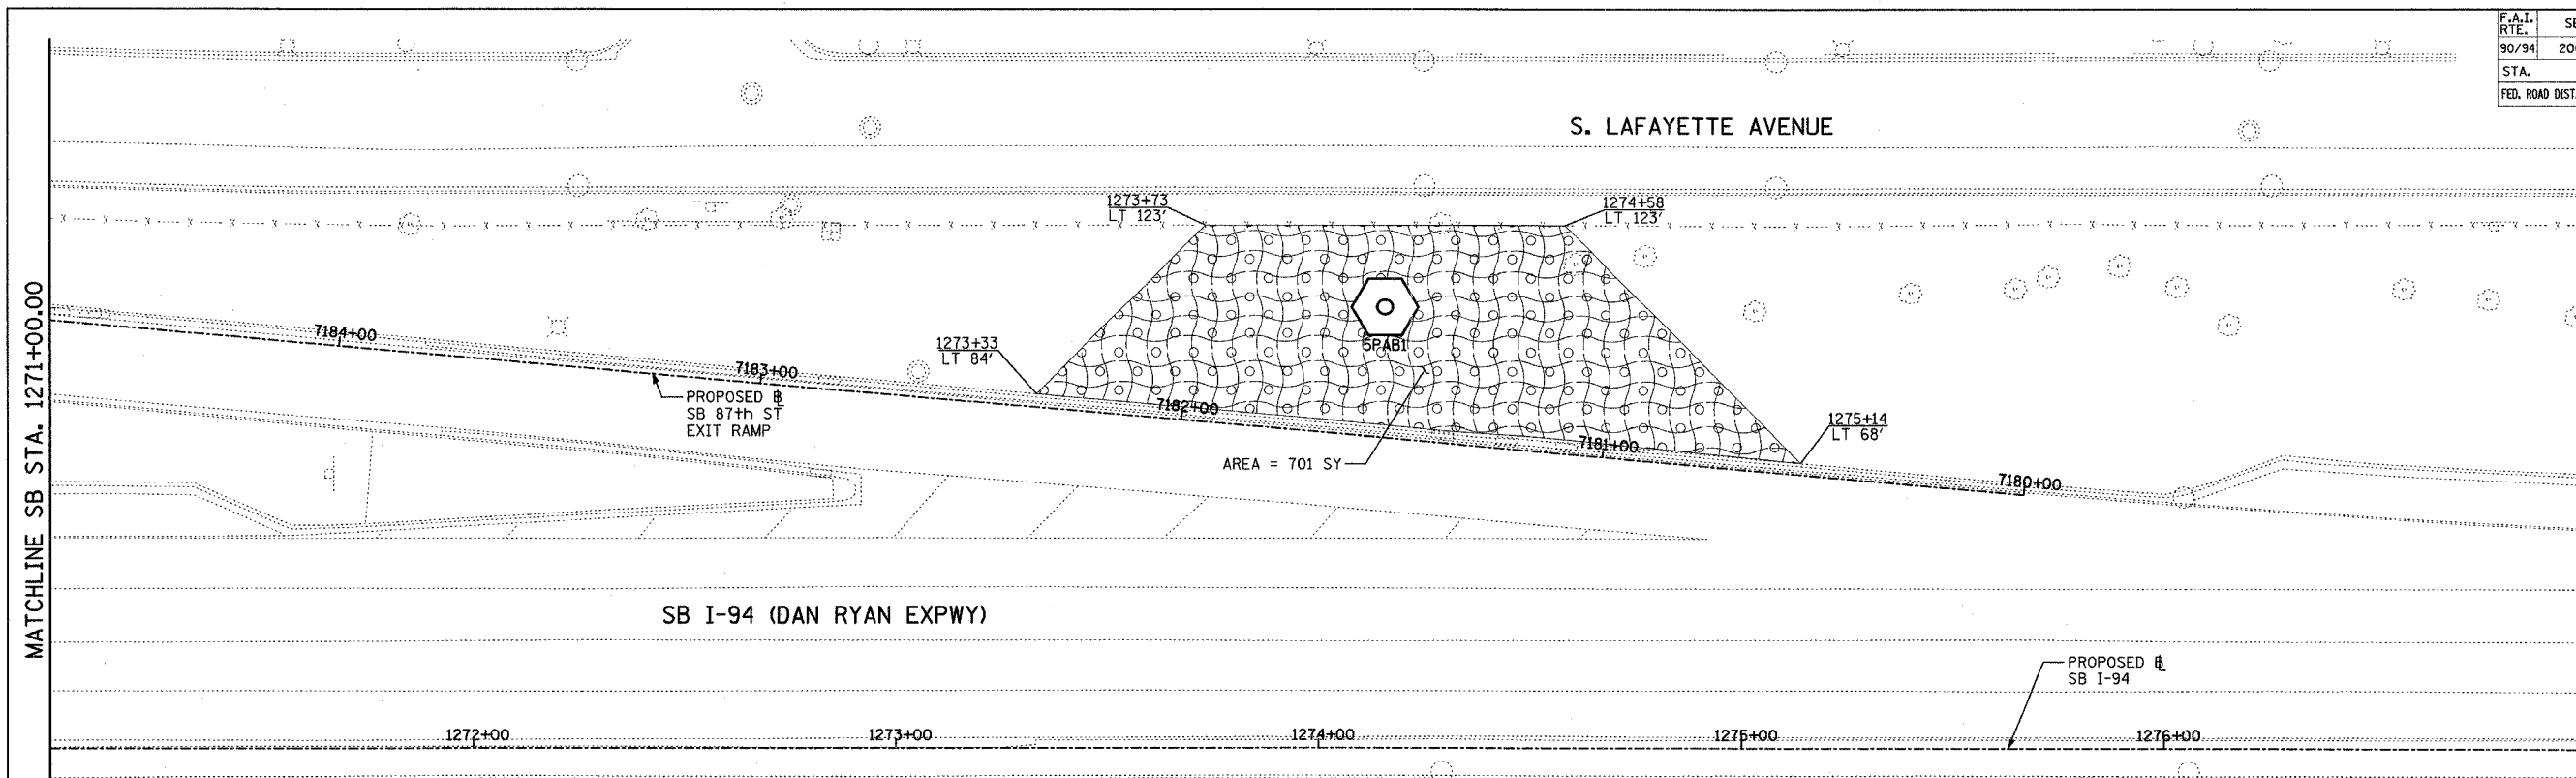 F.A.I.
RTE.
90/94
STA.
FED. ROAD DIST.
S. LAFAYETTE AVENUE
1273+73
LT 123'
1274+58
LT 123'
MATCHLINE SB STA. 1271+00.00
7184+00
7183+00
1273+33
LT 84'
5PAB1
PROPOSED ℄
SB 87th ST
EXIT RAMP
7182+00
1275+14
LT 68'
7181+00
AREA = 701 SY
7180+00
SB I-94 (DAN RYAN EXPWY)
PROPOSED ℄
SB I-94
1272+00
1273+00
1274+00
1275+00
1276+00